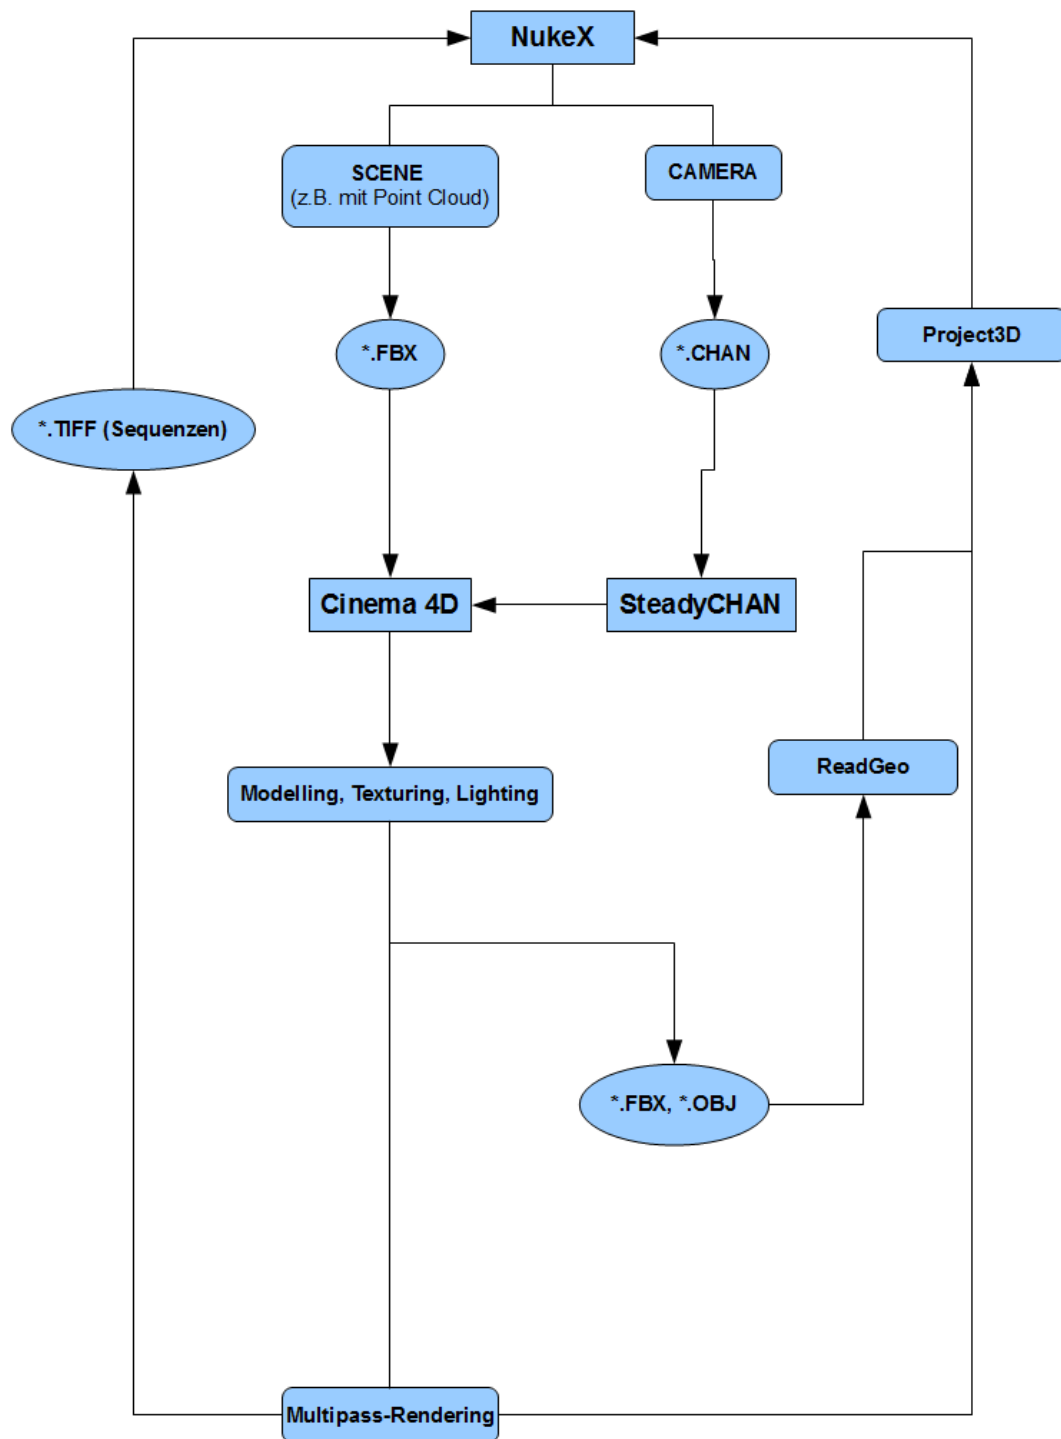 NukeX
SCENE
(z.B. mit Point Cloud)
CAMERA
Project3D
*.FBX
*.CHAN
*.TIFF (Sequenzen)
Cinema 4D
SteadyCHAN
ReadGeo
Modelling, Texturing, Lighting
*.FBX, *.OBJ
Multipass-Rendering